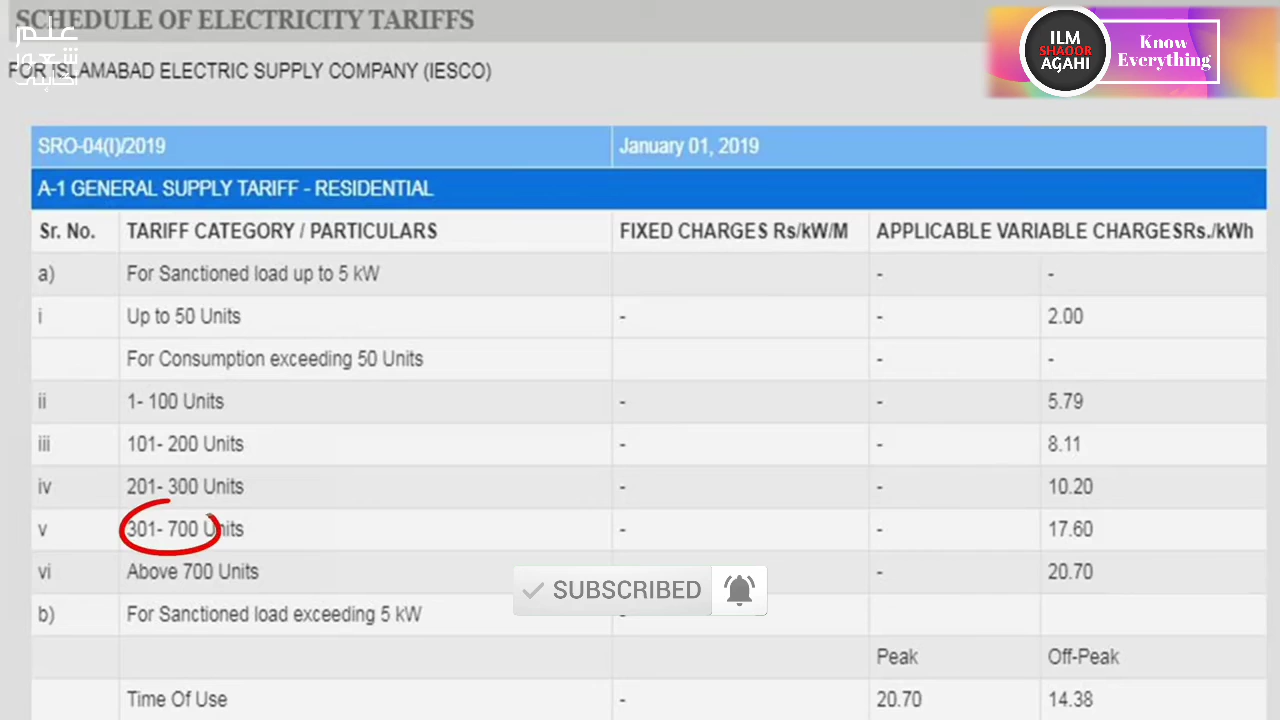 SCHEDULE OF ELECTRICITY TARIFFS
علم
شعور
آگاہی
FOR ISLAMABAD ELECTRIC SUPPLY COMPANY (IESCO)
ILM
SHAOOR
AGAHI
Know
Everything
SRO-04(I)/2019 January 01, 2019
A-1 GENERAL SUPPLY TARIFF - RESIDENTIAL
Sr. No. TARIFF CATEGORY / PARTICULARS FIXED CHARGES Rs/kW/M APPLICABLE VARIABLE CHARGESRs./kWh
a) For Sanctioned load up to 5 kW - -
i Up to 50 Units - - 2.00
For Consumption exceeding 50 Units - -
ii 1- 100 Units - - 5.79
iii 101- 200 Units - - 8.11
iv 201- 300 Units - - 10.20
v 301- 700 Units - - 17.60
vi Above 700 Units - 20.70
SUBSCRIBED
b) For Sanctioned load exceeding 5 kW -
Peak Off-Peak
Time Of Use - 20.70 14.38